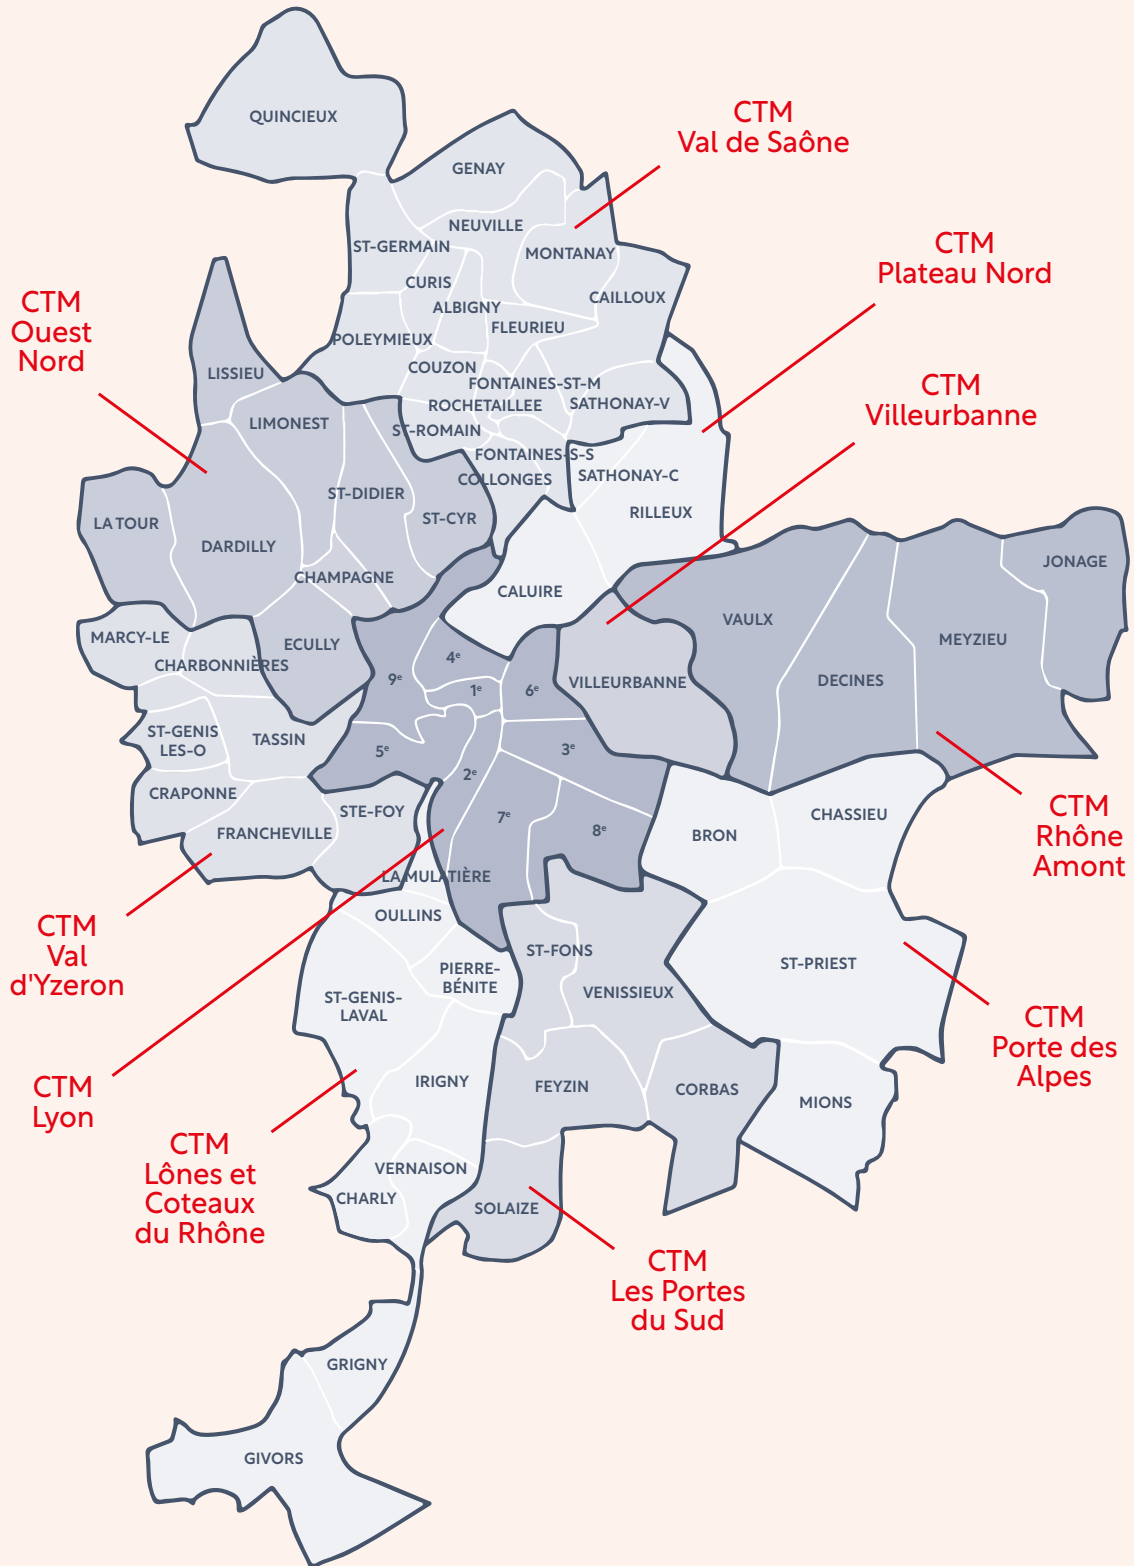 QUINCIEUX
CTM
Val de Saône
GENAY
NEUVILLE
ST-GERMAIN
MONTANAY
CTM
Plateau Nord
CURIS
CAILLOUX
ALBIGNY
FLEURIEU
CTM
Ouest
Nord
POLEYMIEUX
COUZON
LISSIEU
FONTAINES-ST-M
ROCHETAILLEE
SATHONAY-V
CTM
Villeurbanne
LIMONEST
ST-ROMAIN
FONTAINES-S-S
COLLONGES
SATHONAY-C
ST-DIDIER
RILLEUX
LA TOUR
ST-CYR
DARDILLY
JONAGE
CHAMPAGNE
CALUIRE
VAULX
MEYZIEU
MARCY-LE
ECULLY
CHARBONNIÈRES
4e
9e
1e
6e
VILLEURBANNE
DECINES
ST-GENIS
LES-O
TASSIN
5e
3e
2e
CRAPONNE
STE-FOY
7e
8e
FRANCHEVILLE
BRON
CHASSIEU
CTM
Rhône
Amont
LA MULATIÈRE
OULLINS
CTM
Val
d'Yzeron
ST-FONS
ST-PRIEST
PIERRE-
BÉNITE
VENISSIEUX
ST-GENIS-
LAVAL
CTM
Porte des
Alpes
IRIGNY
FEYZIN
CORBAS
MIONS
CTM
Lyon
CTM
Lônes et
Coteaux
du Rhône
VERNAISON
CHARLY
SOLAIZE
CTM
Les Portes
du Sud
GRIGNY
GIVORS